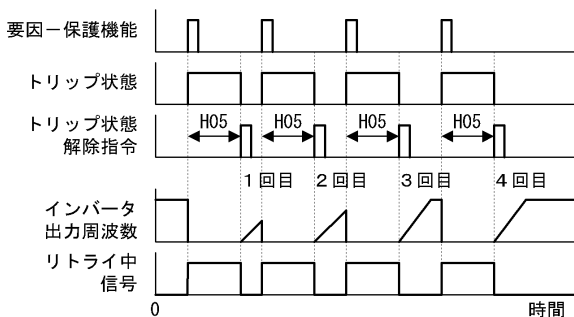 要因－保護機能
トリップ状態
トリップ状態
解除指令
H05 H05 H05 H05
1回目 2回目 3回目 4回目
インバータ
出力周波数
リトライ中
信号
0 時間